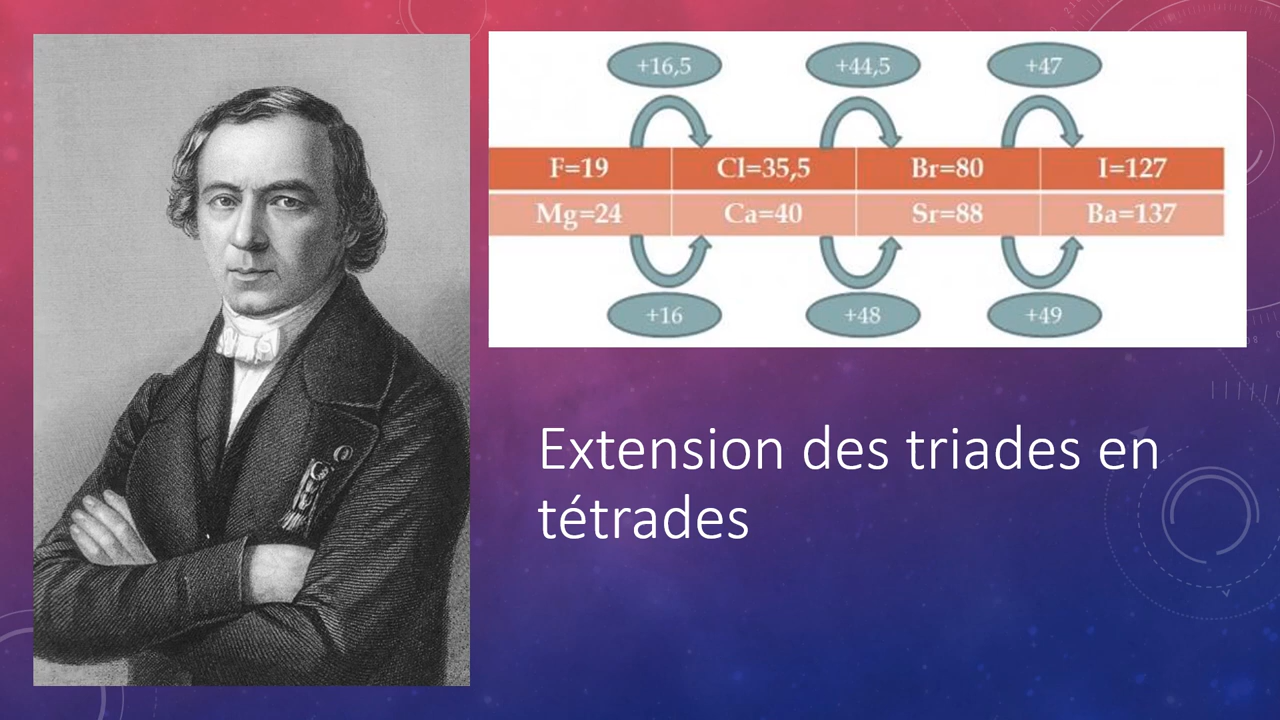 +16,5 +44,5 +47
F=19 Cl=35,5 Br=80 I=127
Mg=24 Ca=40 Sr=88 Ba=137
+16 +48 +49
Extension des triades en
tétrades